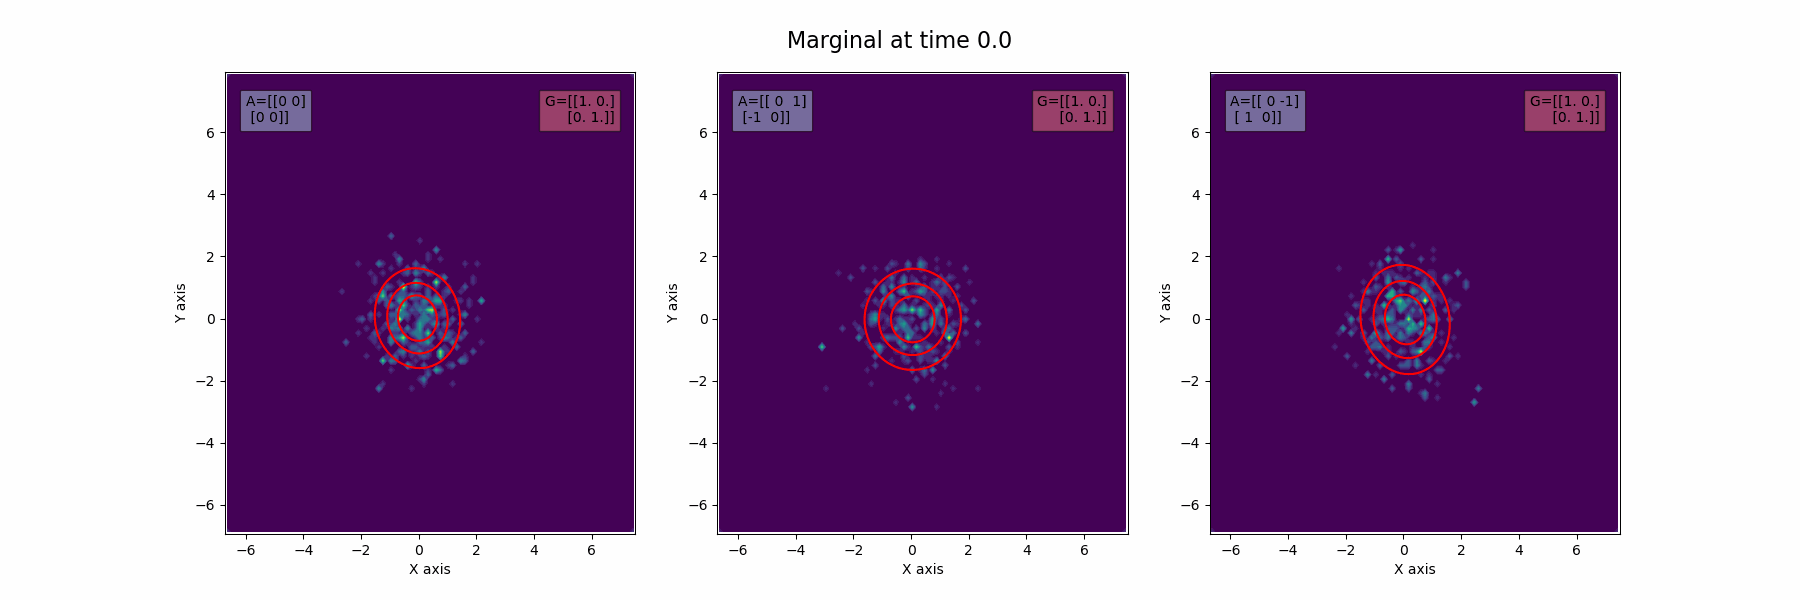 Marginal at time 0.0
A=[[0 0]
[0 0]]
G=[[1. 0.]
[0. 1.]]
6
4
2
0
−2
−4
−6
Y axis
−6 −4 −2 0 2 4 6
X axis
A=[[ 0  1]
[-1  0]]
G=[[1. 0.]
[0. 1.]]
6
4
2
0
−2
−4
−6
Y axis
−6 −4 −2 0 2 4 6
X axis
A=[[ 0 -1]
[ 1  0]]
G=[[1. 0.]
[0. 1.]]
6
4
2
0
−2
−4
−6
Y axis
−6 −4 −2 0 2 4 6
X axis